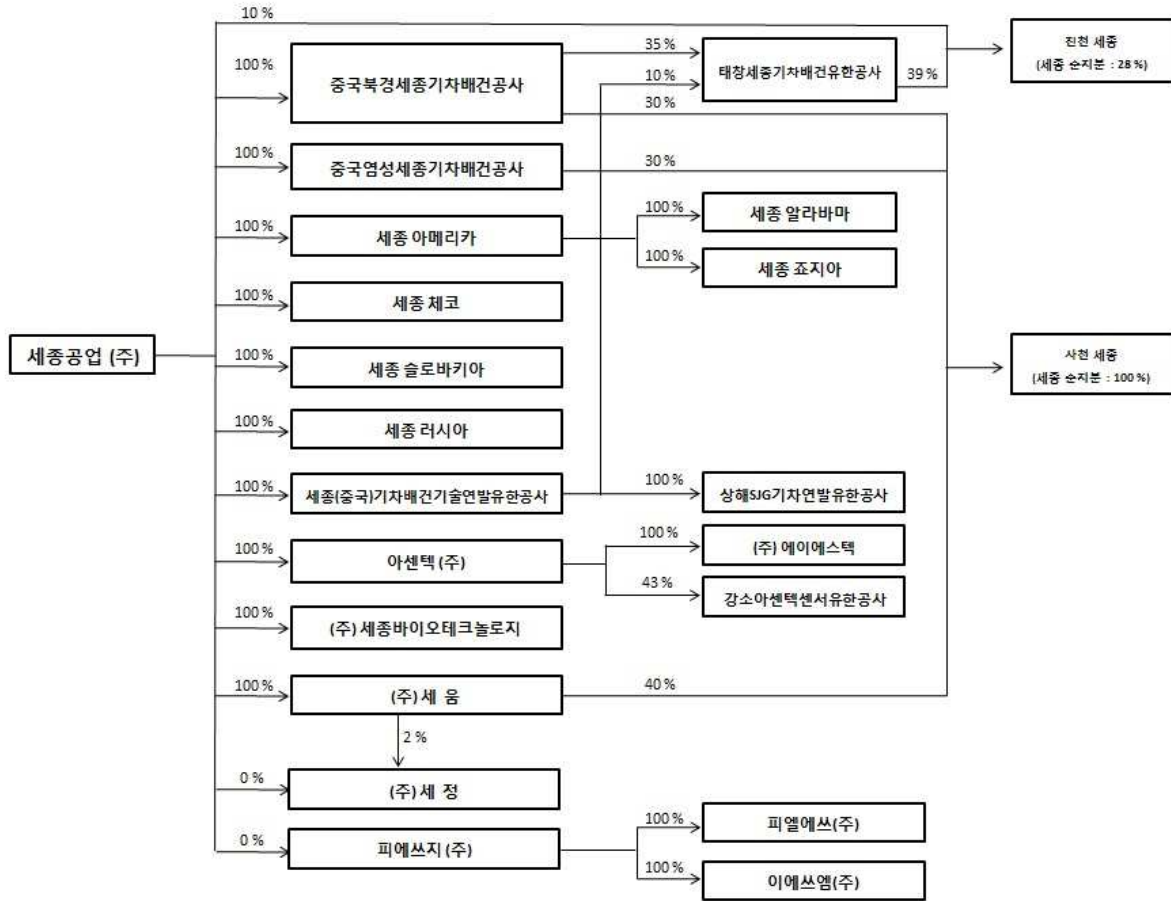 10 %
100 %
중국북경세종기차배건공사
35 %
10 %
30 %
태창세종기차배건유한공사
39 %
진천 세종
(세종 순지분 : 28 %)
100 %
중국염성세종기차배건공사
30 %
100 %
세종 아메리카
100 %
세종 알라바마
100 %
세종 죠지아
100 %
세종 체코
세종공업 (주)
100 %
세종 슬로바키아
사천 세종
(세종 순지분 : 100 %)
100 %
세종 러시아
100 %
세종(중국)기차배건기술연발유한공사
100 %
상해SJG기차연발유한공사
100 %
아센텍 (주)
100 %
(주) 에이에스텍
43 %
강소아센텍센서유한공사
100 %
(주) 세종바이오테크놀로지
100 %
(주) 세 움
40 %
2 %
0 %
(주) 세 정
0 %
피에쓰지 (주)
100 %
피엘에쓰(주)
100 %
이에쓰엠(주)